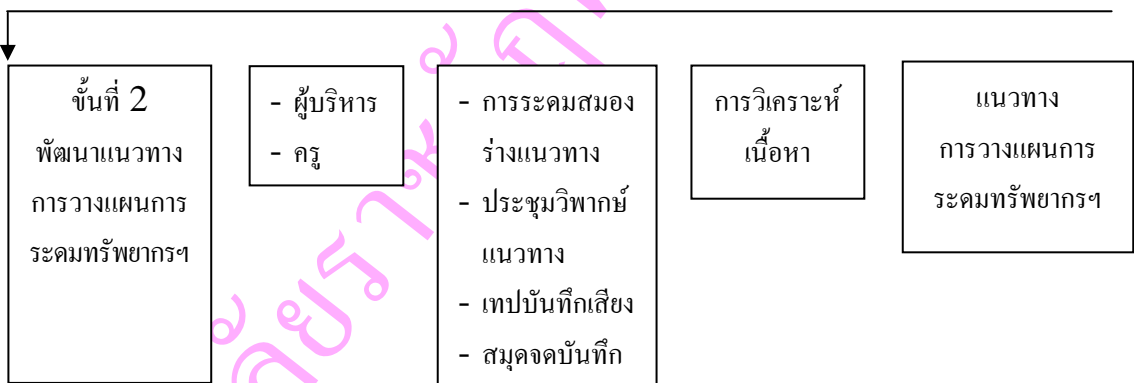 ขั้นที่ 2
พัฒนาแนวทาง
การวางแผนการ
ระดมทรัพยากรฯ
- ผู้บริหาร
- ครู
- การระดมสมอง
ร่างแนวทาง
- ประชุมวิพากษ์
แนวทาง
- เทปบันทึกเสียง
- สมุดจดบันทึก
การวิเคราะห์
เนื้อหา
แนวทาง
การวางแผนการ
ระดมทรัพยากรฯ